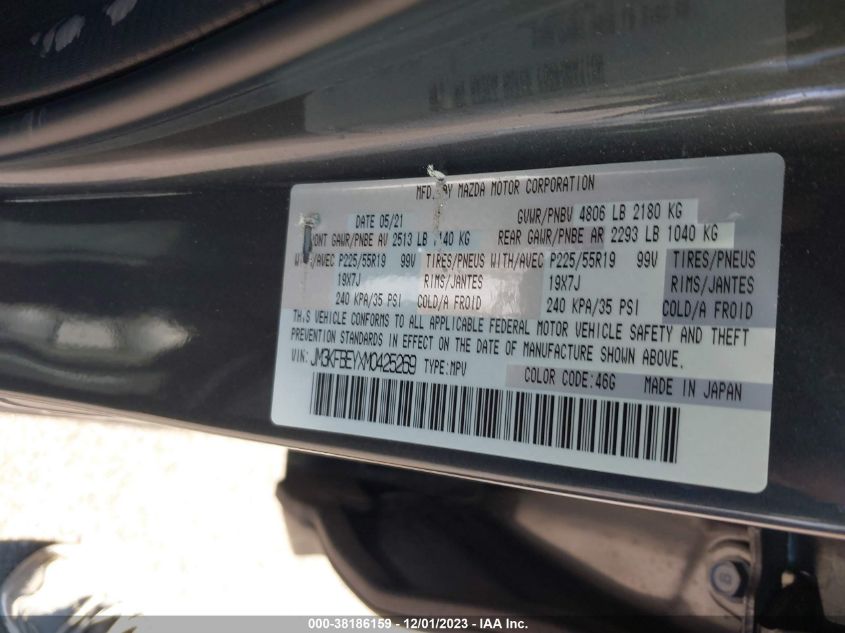 MFD. BY MAZDA MOTOR CORPORATION
DATE 05/21 GVWR/PNBV 4806 LB 2180 KG
FRONT GAWR/PNBE AV 2513 LB 1140 KG REAR GAWR/PNBE AR 2293 LB 1040 KG
WITH/AVEC P225/55R19 99V TIRES/PNEUS WITH/AVEC P225/55R19 99V TIRES/PNEUS
19X7J RIMS/JANTES 19X7J RIMS/JANTES
240 KPA/35 PSI COLD/A FROID 240 KPA/35 PSI COLD/A FROID
THIS VEHICLE CONFORMS TO ALL APPLICABLE FEDERAL MOTOR VEHICLE SAFETY AND THEFT
PREVENTION STANDARDS IN EFFECT ON THE DATE OF MANUFACTURE SHOWN ABOVE.
VIN: JM3KFBEYXM0425269 TYPE: MPV
COLOR CODE:46G MADE IN JAPAN
000-38186159 - 12/01/2023 - IAA Inc.